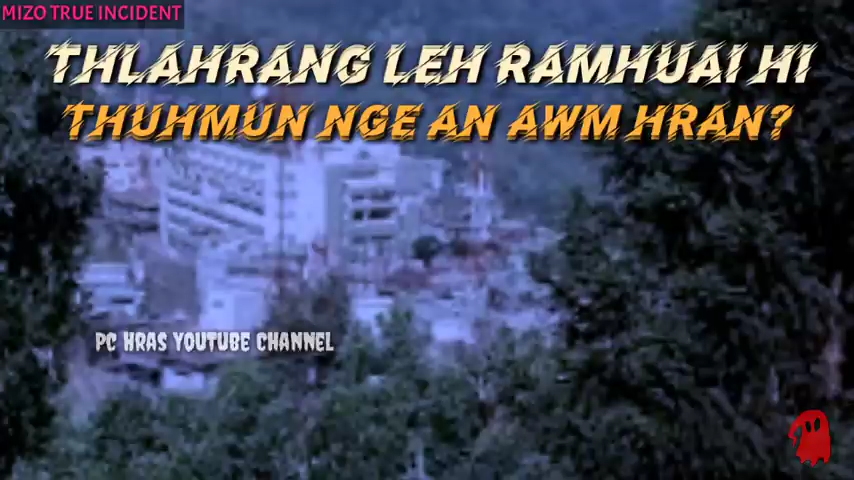 MIZO TRUE INCIDENT
THLAHRANG LEH RAMHUAI HI
THUHMUN NGE AN AWM HRAN?
PC HRAS YOUTUBE CHANNEL